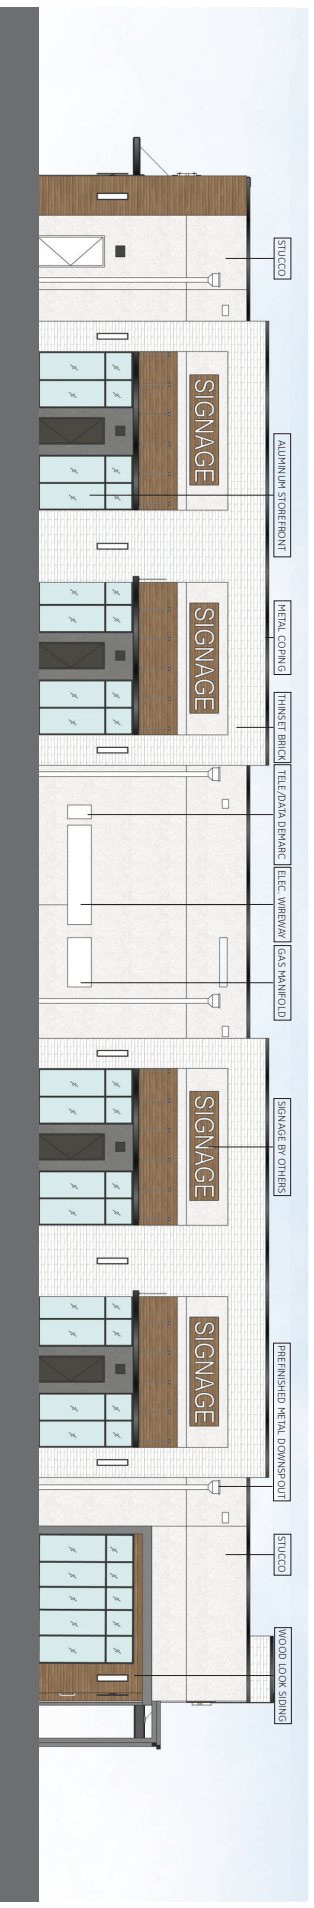 STUCCO
ALUMINUM STOREFRONT
METAL COPING
THINSET BRICK
TELE/DATA DEMARC
ELEC. WIREWAY
GAS MANIFOLD
SIGNAGE BY OTHERS
PREFINISHED METAL DOWNSPOUT
STUCCO
WOOD LOOK SIDING
SIGNAGE
SIGNAGE
SIGNAGE
SIGNAGE